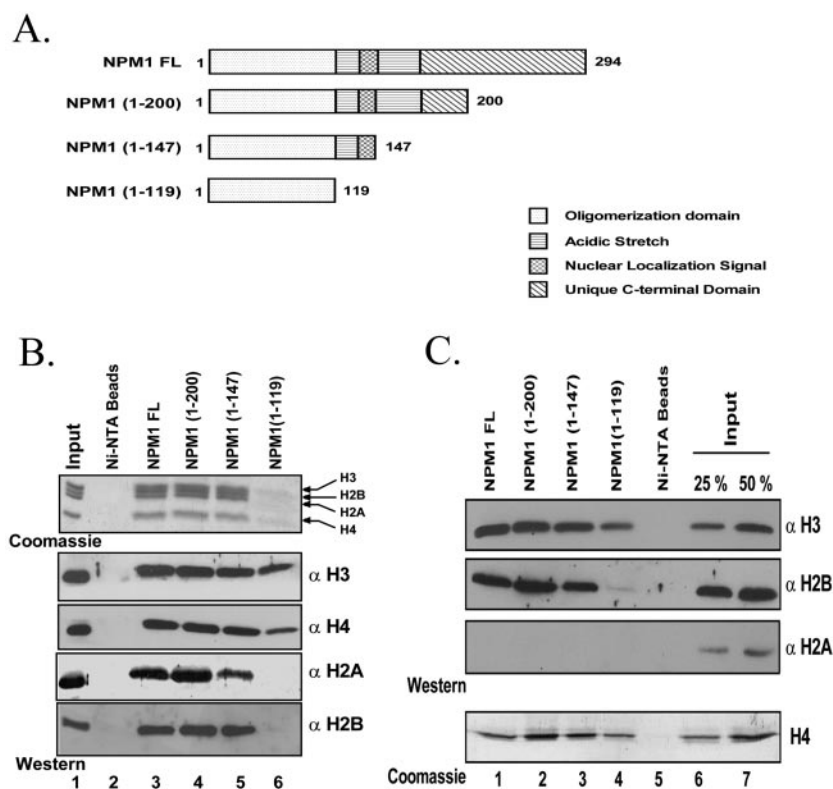 A.
NPM1 FL 1 294
NPM1 (1-200) 1 200
NPM1 (1-147) 1 147
NPM1 (1-119) 1 119
Oligomerization domain
Acidic Stretch
Nuclear Localization Signal
Unique C-terminal Domain
B.
Input
Ni-NTA Beads
NPM1 FL
NPM1 (1-200)
NPM1 (1-147)
NPM1(1-119)
H3
H2B
H2A
H4
Coomassie
α H3
α H4
α H2A
α H2B
Western
1 2 3 4 5 6
C.
NPM1 FL
NPM1 (1-200)
NPM1 (1-147)
NPM1(1-119)
Ni-NTA Beads
Input
25 % 50 %
α H3
α H2B
α H2A
Western
H4
Coomassie 1 2 3 4 5 6 7